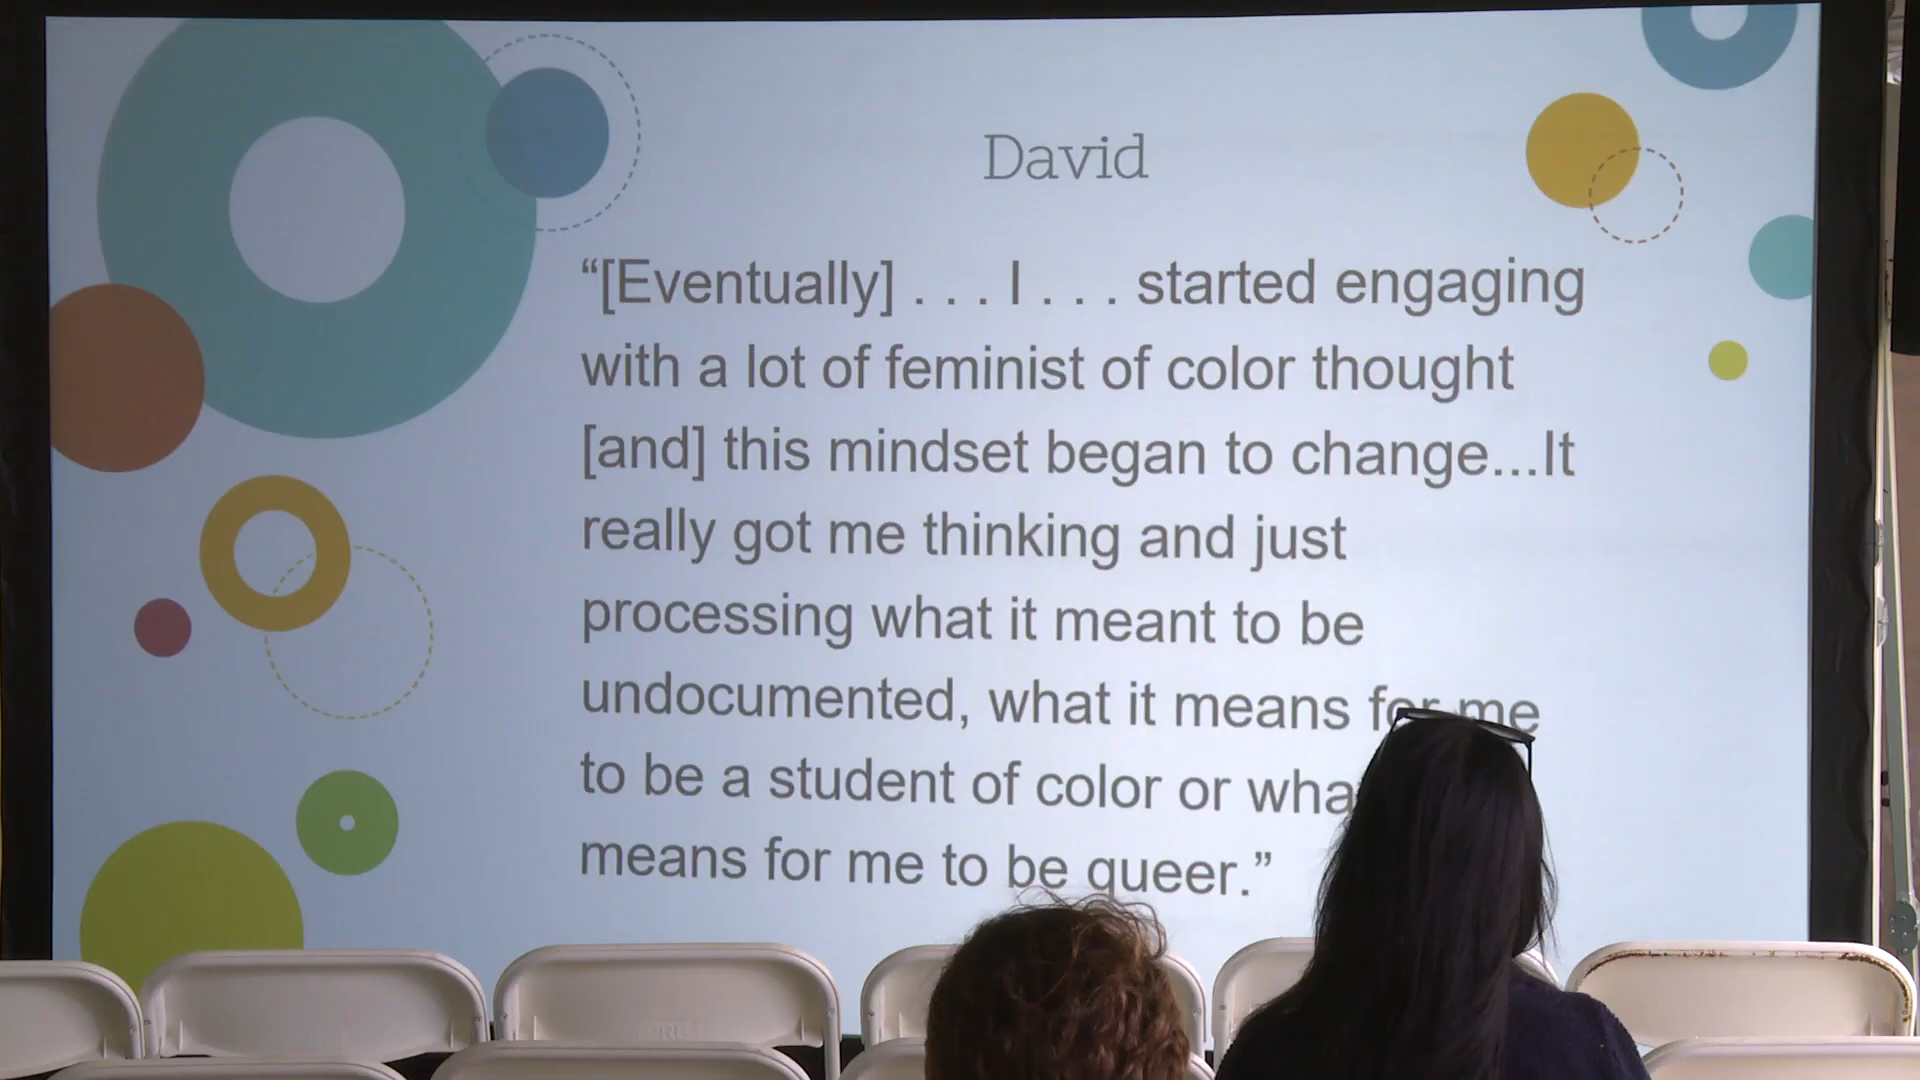 David
“[Eventually] . . . I . . . started engaging
with a lot of feminist of color thought
[and] this mindset began to change...It
really got me thinking and just
processing what it meant to be
undocumented, what it means for me
to be a student of color or
means for me to be queer.”